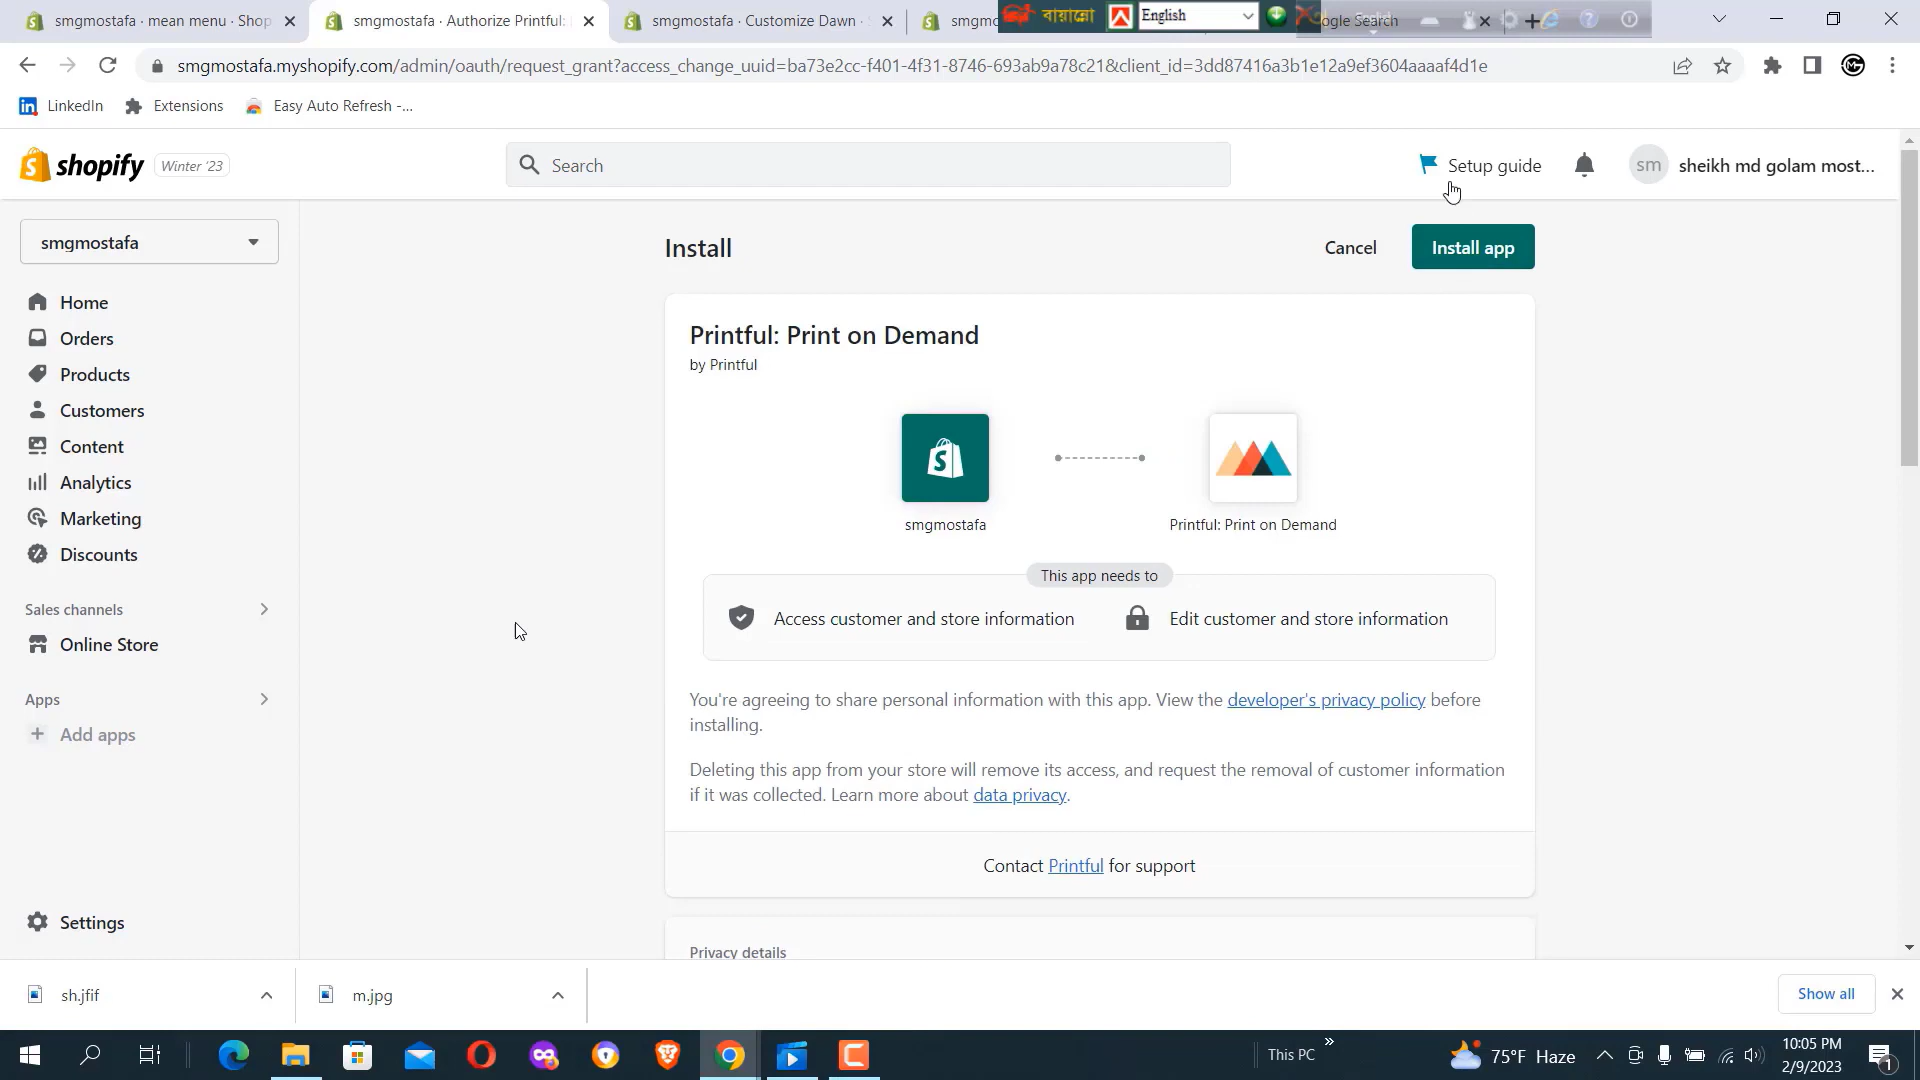 smgmostafa · mean menu · Shop
smgmostafa · Authorize Printful:
smgmostafa · Customize Dawn ·
smgmo
বায়ান্নো
English
ogle Search
smgmostafa.myshopify.com/admin/oauth/request_grant?access_change_uuid=ba73e2cc-f401-4f31-8746-693ab9a78c21&client_id=3dd87416a3b1e12a9ef3604aaaaf4d1e
LinkedIn
Extensions
Easy Auto Refresh -...
shopify
Winter '23
Search
Setup guide
sm
sheikh md golam most...
smgmostafa
Home
Orders
Products
Customers
Content
Analytics
Marketing
Discounts
Sales channels
Online Store
Apps
Add apps
Settings
Install
Cancel
Install app
Printful: Print on Demand
by Printful
smgmostafa
Printful: Print on Demand
This app needs to
Access customer and store information
Edit customer and store information
You're agreeing to share personal information with this app. View the developer's privacy policy before
installing.
Deleting this app from your store will remove its access, and request the removal of customer information
if it was collected. Learn more about data privacy.
Contact Printful for support
Privacy details
sh.jfif
m.jpg
Show all
This PC
75°F Haze
10:05 PM
2/9/2023
1